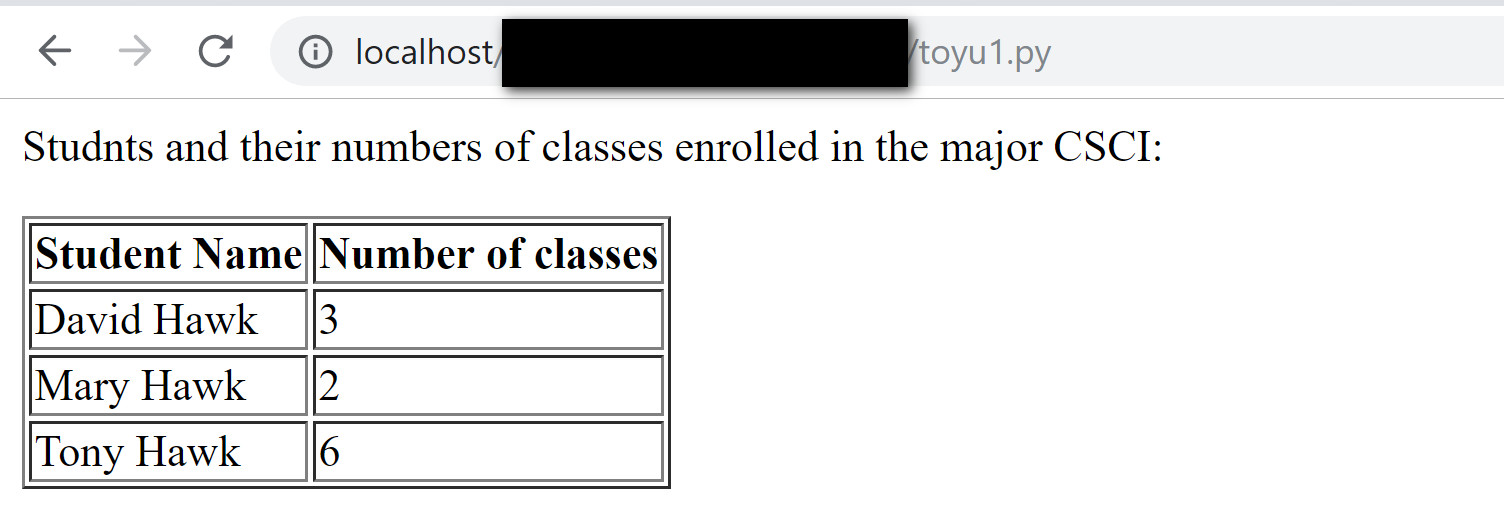 localhost/ /toyu1.py
Studnts and their numbers of classes enrolled in the major CSCI:
Student Name Number of classes
David Hawk 3
Mary Hawk 2
Tony Hawk 6